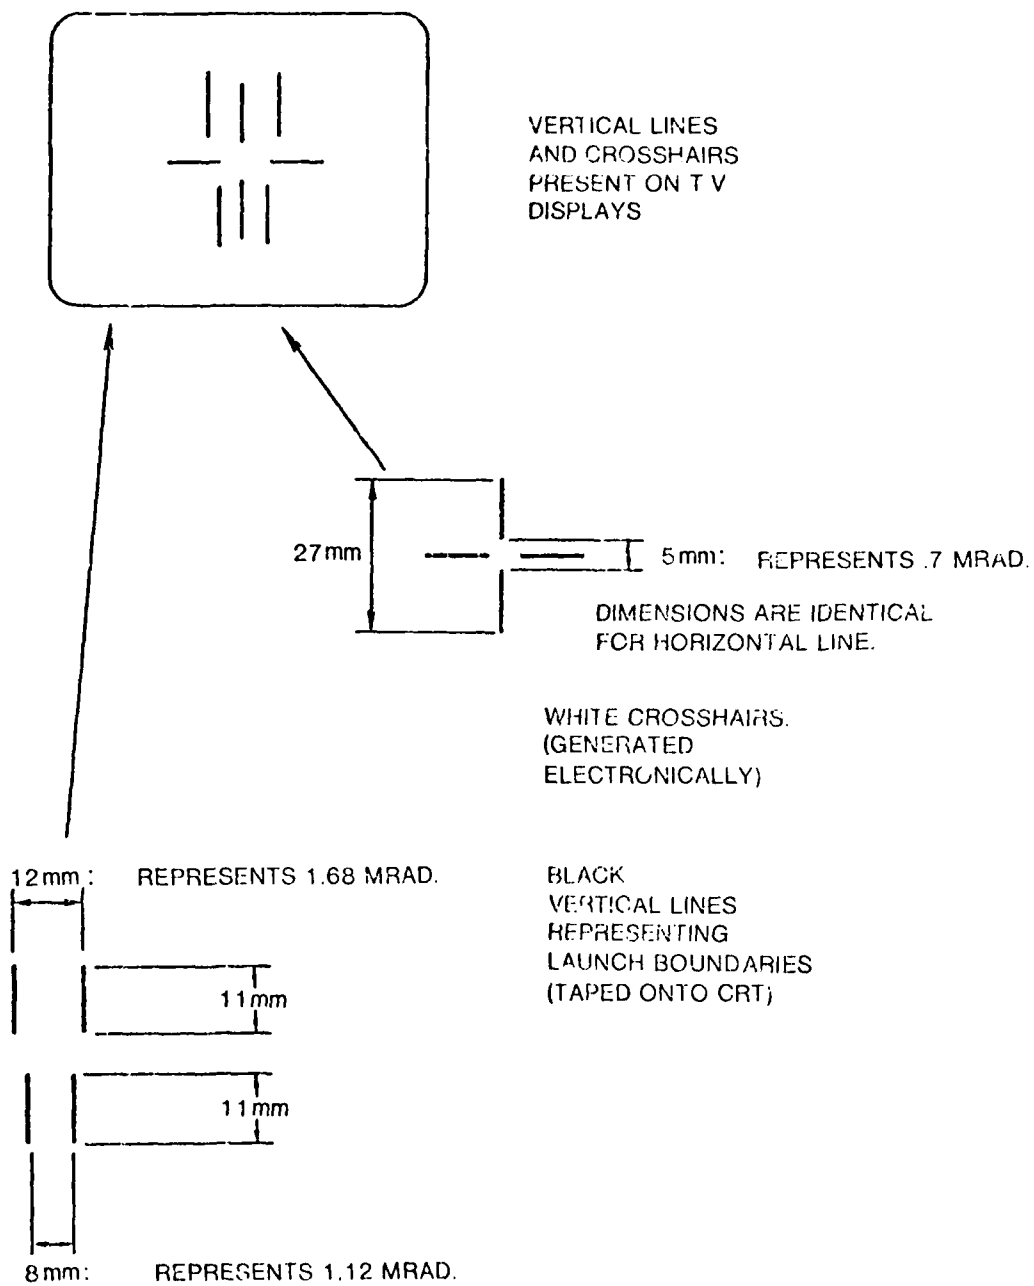 VERTICAL LINES
AND CROSSHAIRS
PRESENT ON T V
DISPLAYS
27mm
5mm: REPRESENTS .7 MRAD.
DIMENSIONS ARE IDENTICAL
FOR HORIZONTAL LINE.
WHITE CROSSHAIRS.
(GENERATED
ELECTRONICALLY)
12mm: REPRESENTS 1.68 MRAD.
BLACK
VERTICAL LINES
REPRESENTING
LAUNCH BOUNDARIES
(TAPED ONTO CRT)
11mm
11mm
8mm: REPRESENTS 1.12 MRAD.